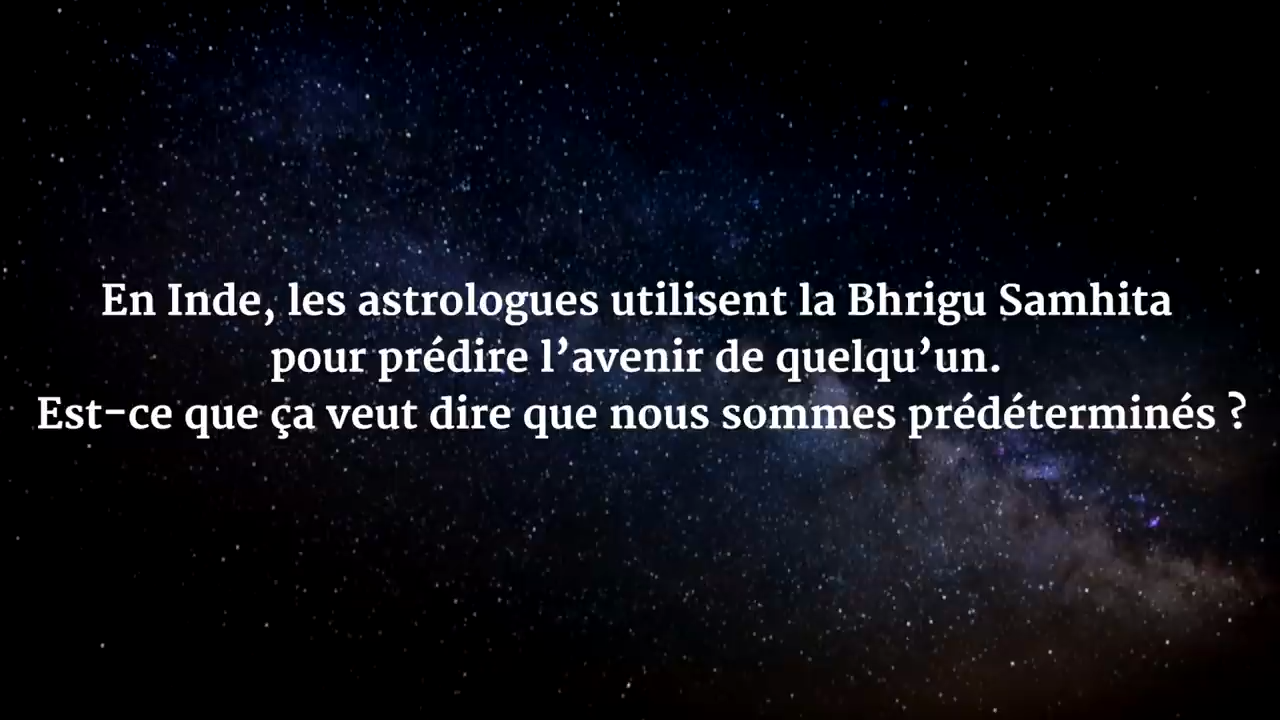 En Inde, les astrologues utilisent la Bhrigu Samhita
pour prédire l’avenir de quelqu’un.
Est-ce que ça veut dire que nous sommes prédéterminés ?